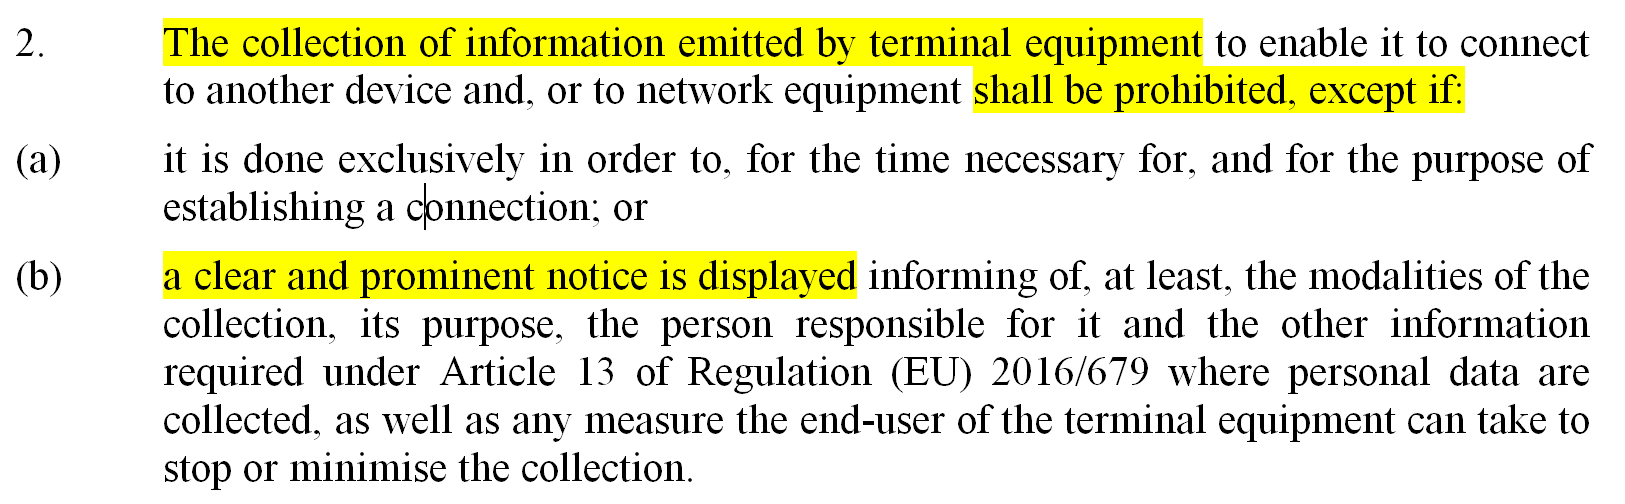 2. The collection of information emitted by terminal equipment to enable it to connect
to another device and, or to network equipment shall be prohibited, except if:
(a) it is done exclusively in order to, for the time necessary for, and for the purpose of
establishing a connection; or
(b) a clear and prominent notice is displayed informing of, at least, the modalities of the
collection, its purpose, the person responsible for it and the other information
required under Article 13 of Regulation (EU) 2016/679 where personal data are
collected, as well as any measure the end-user of the terminal equipment can take to
stop or minimise the collection.